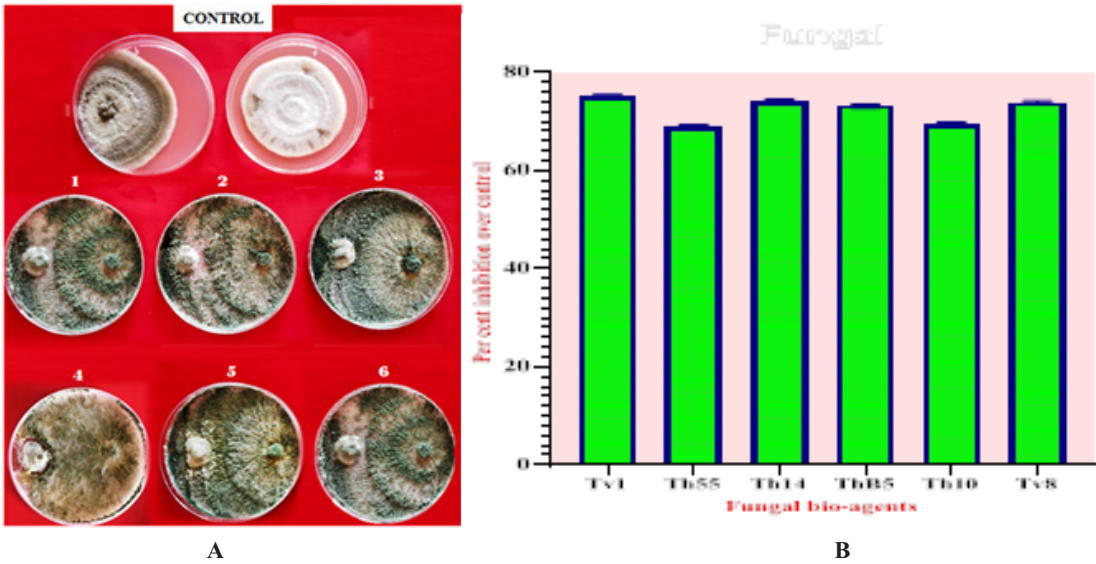 CONTROL
1 2 3
4 5 6
A
Fungal
Per cent inhibition over control
80
60
40
20
0
Tv1 Th55 Th14 ThB5 Th10 Tv8
Fungal bio-agents
B